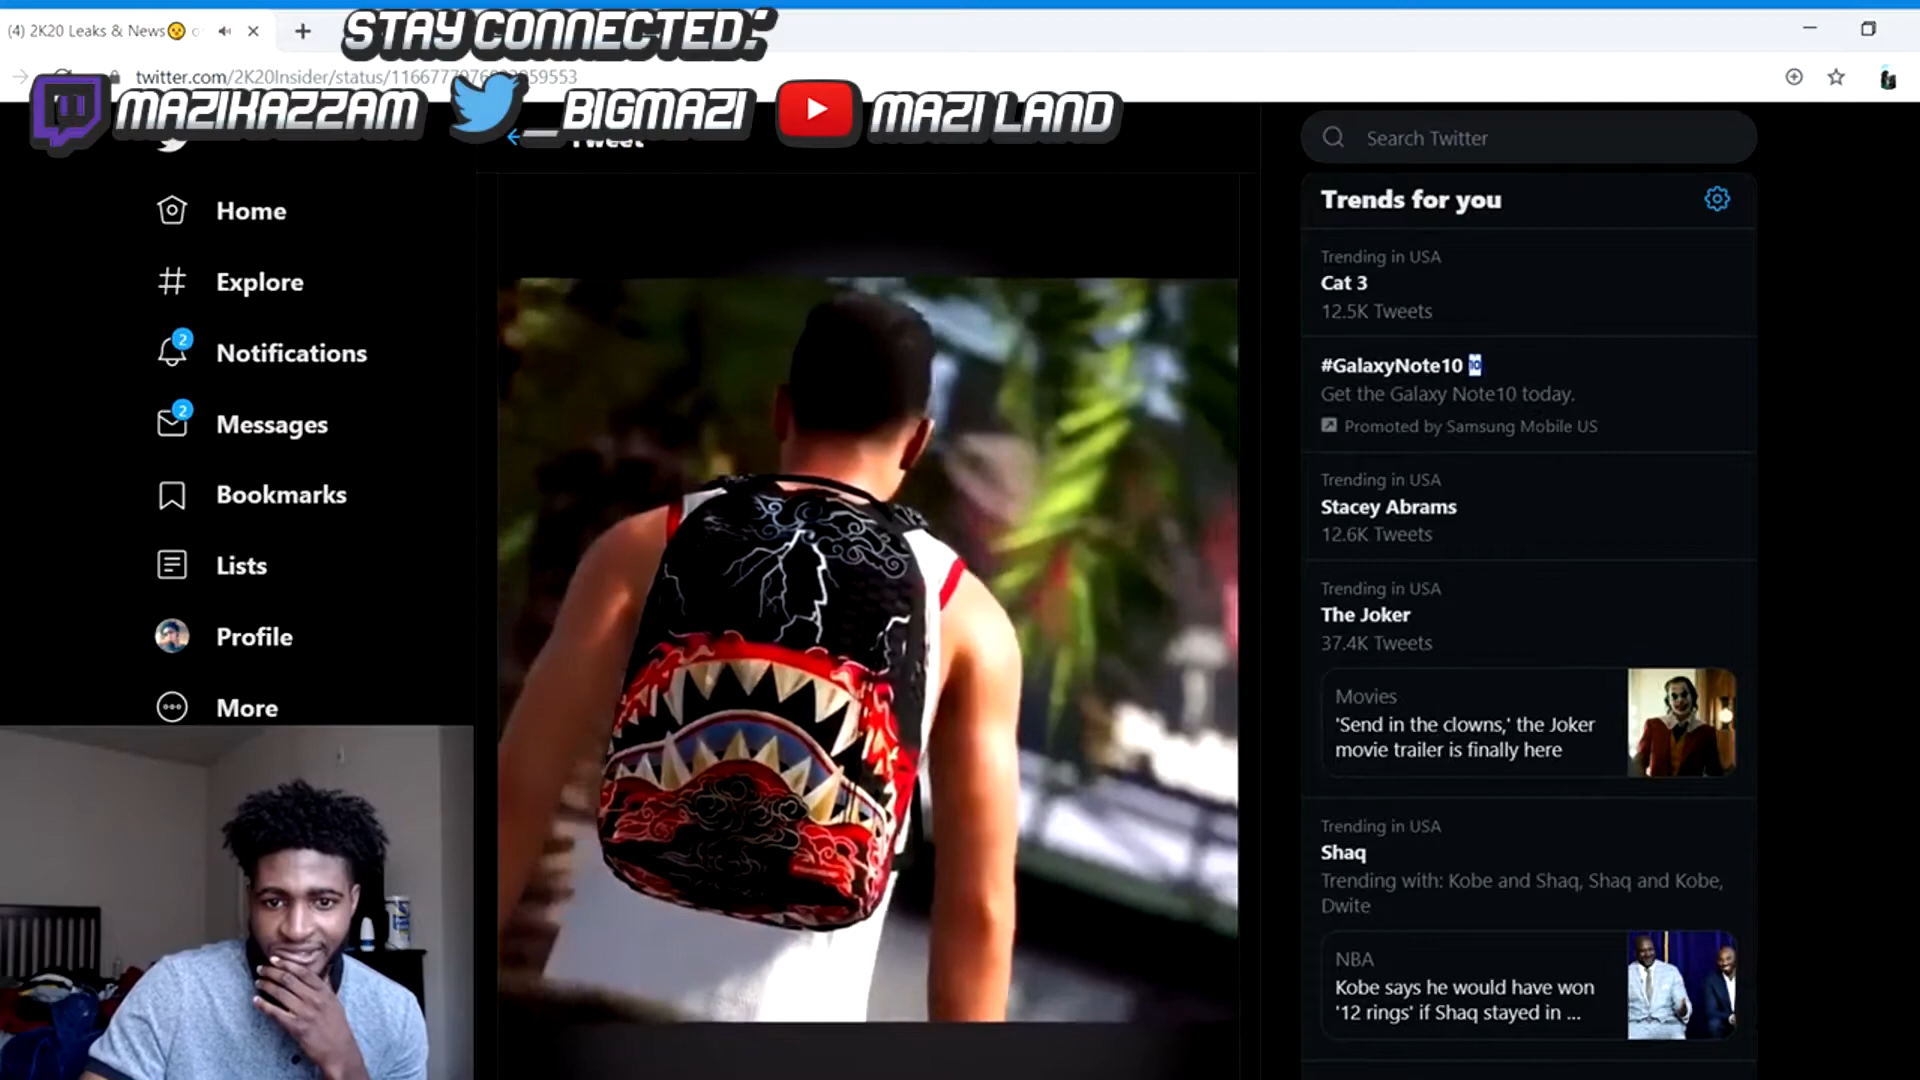 STAY CONNECTED:
(4) 2K20 Leaks & News
twitter.com/2K20Insider/status/
MAZIKAZZAM
__BIGMAZI
MAZI LAND
Tweet
Search Twitter
Home
Explore
2
Notifications
2
Messages
Bookmarks
Lists
Profile
More
Trends for you
Trending in USA
Cat 3
12.5K Tweets
#GalaxyNote10
Get the Galaxy Note10 today.
Promoted by Samsung Mobile US
Trending in USA
Stacey Abrams
12.6K Tweets
Trending in USA
The Joker
37.4K Tweets
Movies
'Send in the clowns,' the Joker
movie trailer is finally here
Trending in USA
Shaq
Trending with: Kobe and Shaq, Shaq and Kobe,
Dwite
NBA
Kobe says he would have won
'12 rings' if Shaq stayed in ...